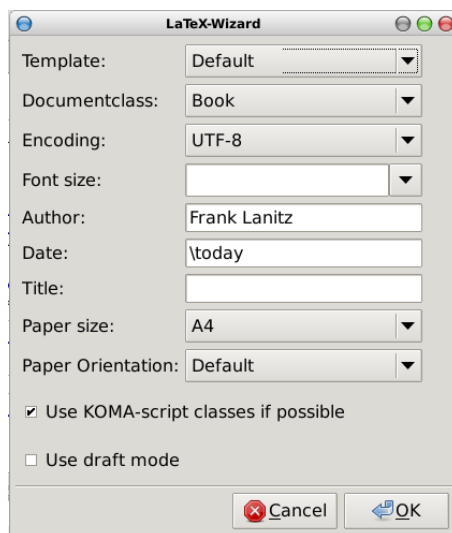 LaTeX-Wizard
Template: Default
Documentclass: Book
Encoding: UTF-8
Font size:
Author: Frank Lanitz
Date: \today
Title:
Paper size: A4
Paper Orientation: Default
Use KOMA-script classes if possible
Use draft mode
Cancel OK